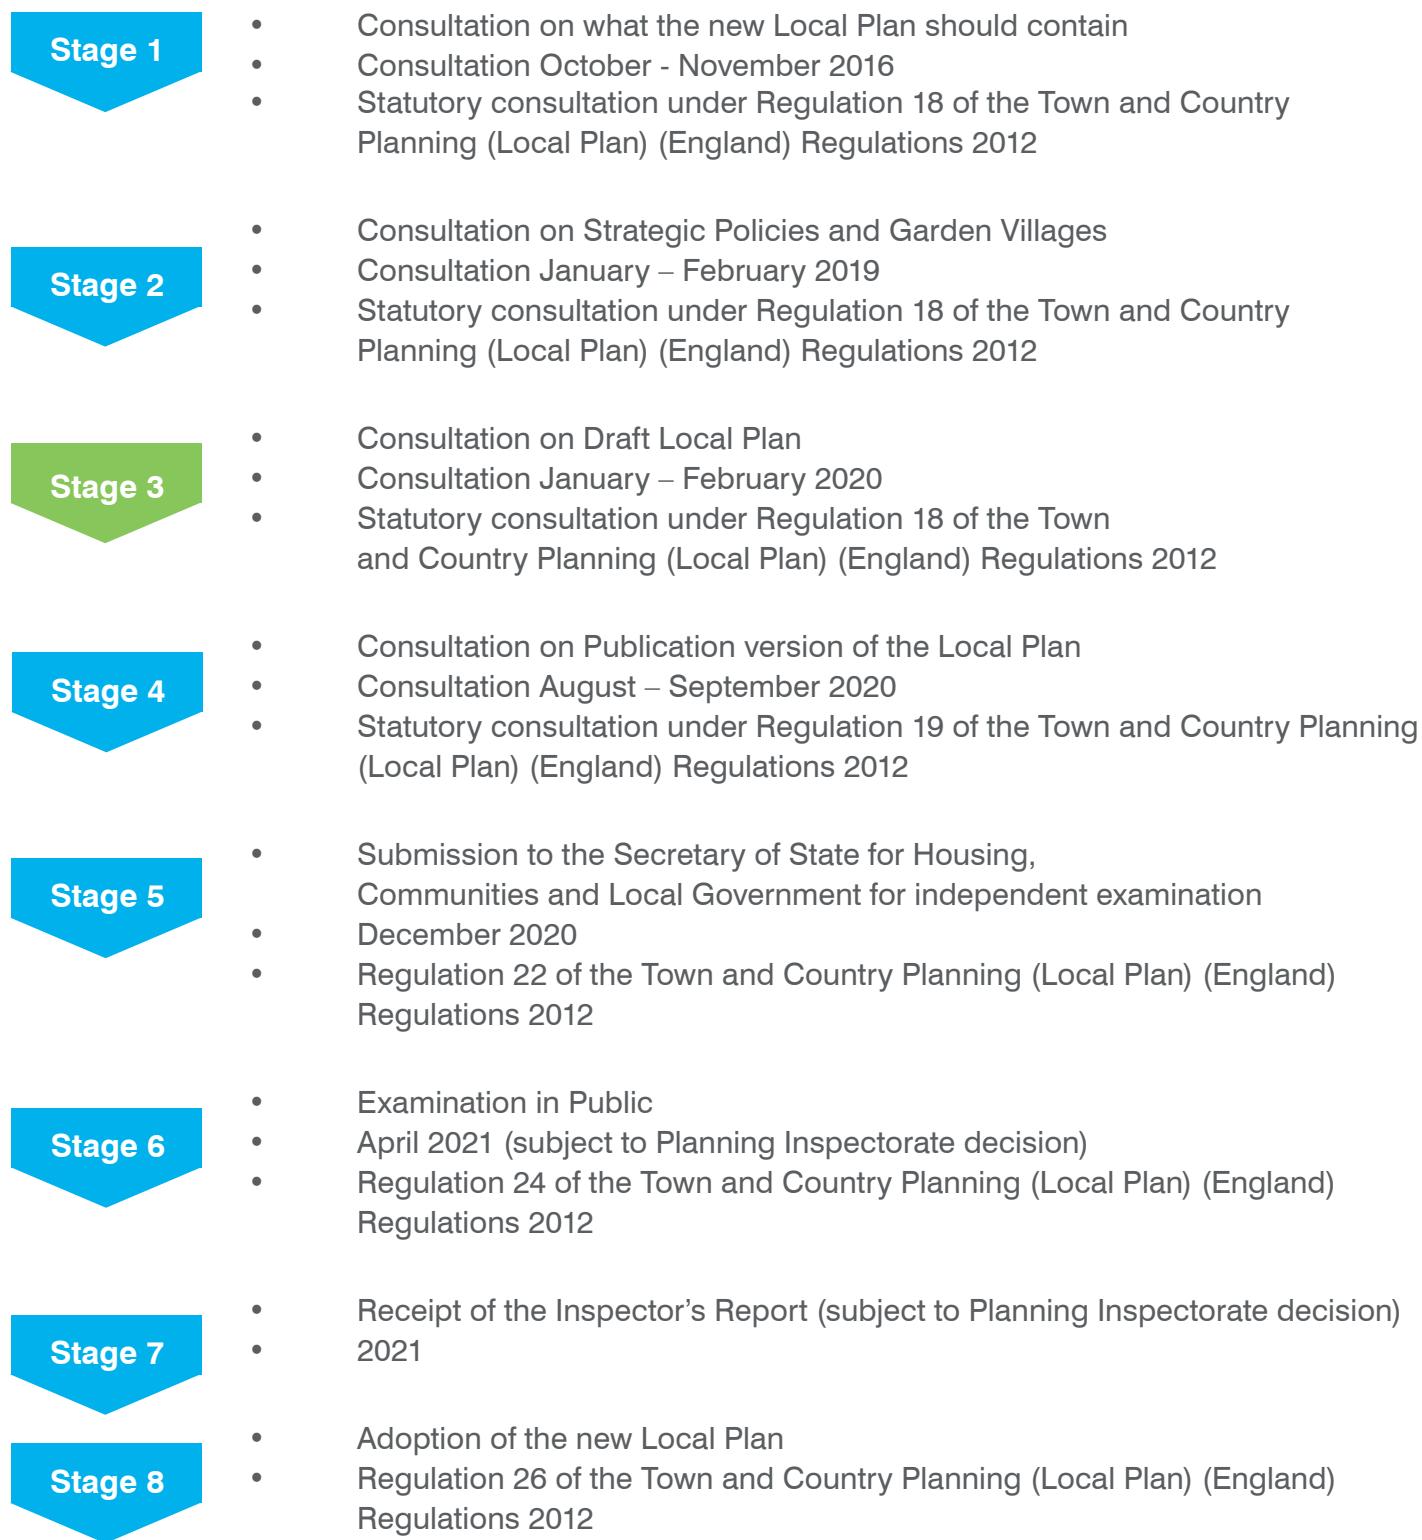 Stage 1
• Consultation on what the new Local Plan should contain
• Consultation October - November 2016
• Statutory consultation under Regulation 18 of the Town and Country
Planning (Local Plan) (England) Regulations 2012
Stage 2
• Consultation on Strategic Policies and Garden Villages
• Consultation January – February 2019
• Statutory consultation under Regulation 18 of the Town and Country
Planning (Local Plan) (England) Regulations 2012
Stage 3
• Consultation on Draft Local Plan
• Consultation January – February 2020
• Statutory consultation under Regulation 18 of the Town
and Country Planning (Local Plan) (England) Regulations 2012
Stage 4
• Consultation on Publication version of the Local Plan
• Consultation August – September 2020
• Statutory consultation under Regulation 19 of the Town and Country Planning
(Local Plan) (England) Regulations 2012
Stage 5
• Submission to the Secretary of State for Housing,
Communities and Local Government for independent examination
• December 2020
• Regulation 22 of the Town and Country Planning (Local Plan) (England)
Regulations 2012
Stage 6
• Examination in Public
• April 2021 (subject to Planning Inspectorate decision)
• Regulation 24 of the Town and Country Planning (Local Plan) (England)
Regulations 2012
Stage 7
• Receipt of the Inspector’s Report (subject to Planning Inspectorate decision)
• 2021
Stage 8
• Adoption of the new Local Plan
• Regulation 26 of the Town and Country Planning (Local Plan) (England)
Regulations 2012